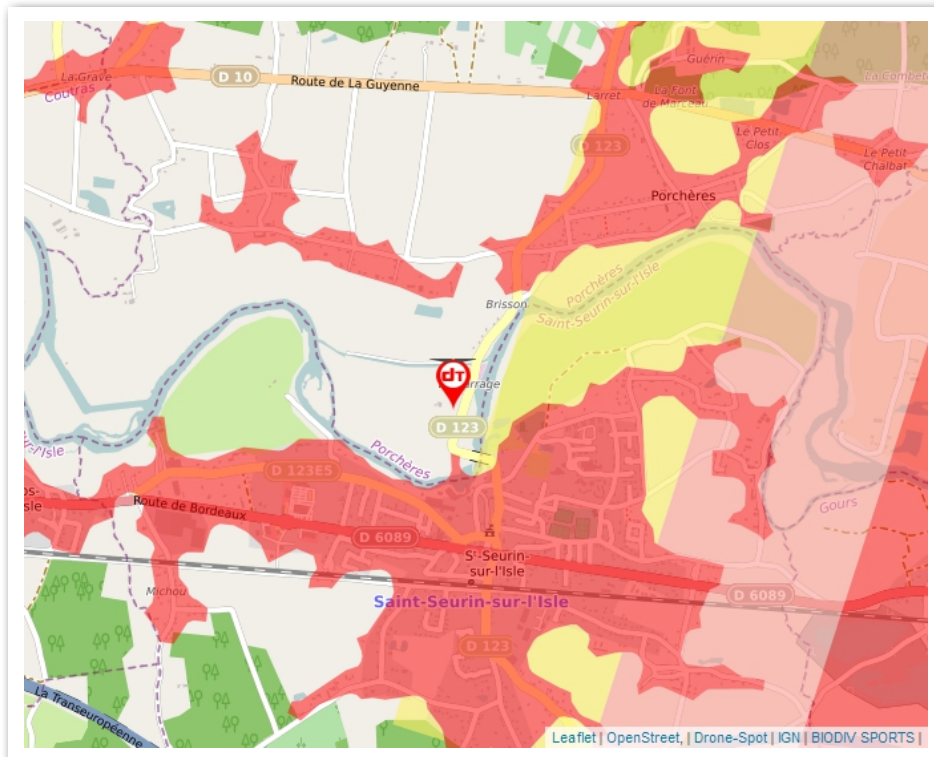 La Grave
Coutras
D 10
Route de La Guyenne
Guérin
La Font
de Marceau
Larret
D 123
Le Petit
Clos
Le Petit
Chalbat
Porchères
Brisson
Porchères
Saint-Seurin-sur-l'Isle
dT
D 123
Porchères
ur-l'Isle
D 123E5
Route de Bordeaux
D 6089
Gours
Sᵗ-Seurin-
sur-l'Isle
Michou
Saint-Seurin-sur-l'Isle
D 6089
D 123
La Transeuropéenne
Leaflet | OpenStreet, | Drone-Spot | IGN | BIODIV SPORTS |